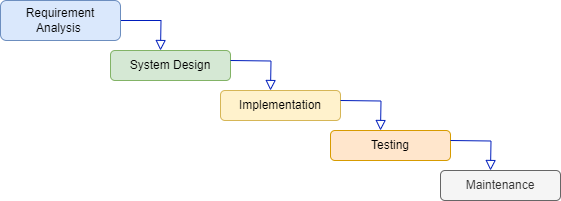 Requirement
Analysis
System Design
Implementation
Testing
Maintenance